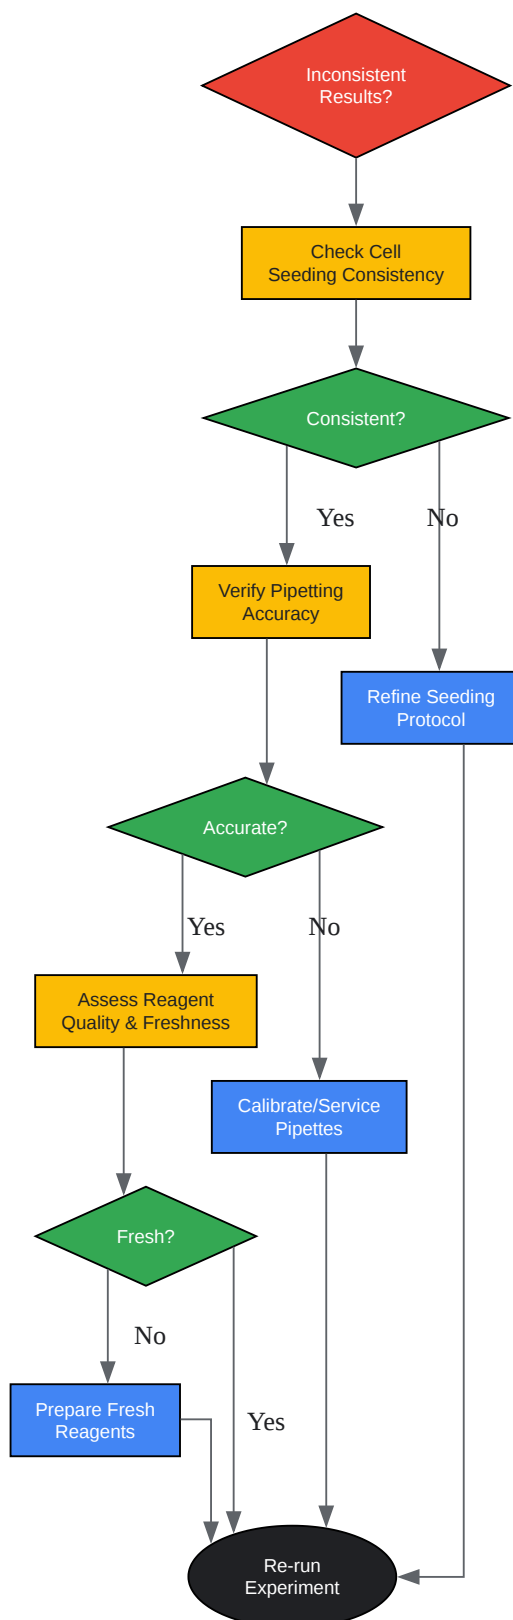 Inconsistent
Results?
Check Cell
Seeding Consistency
Consistent?
Yes
No
Verify Pipetting
Accuracy
Refine Seeding
Protocol
Accurate?
Yes
No
Assess Reagent
Quality & Freshness
Calibrate/Service
Pipettes
Fresh?
No
Prepare Fresh
Reagents
Yes
Re-run
Experiment